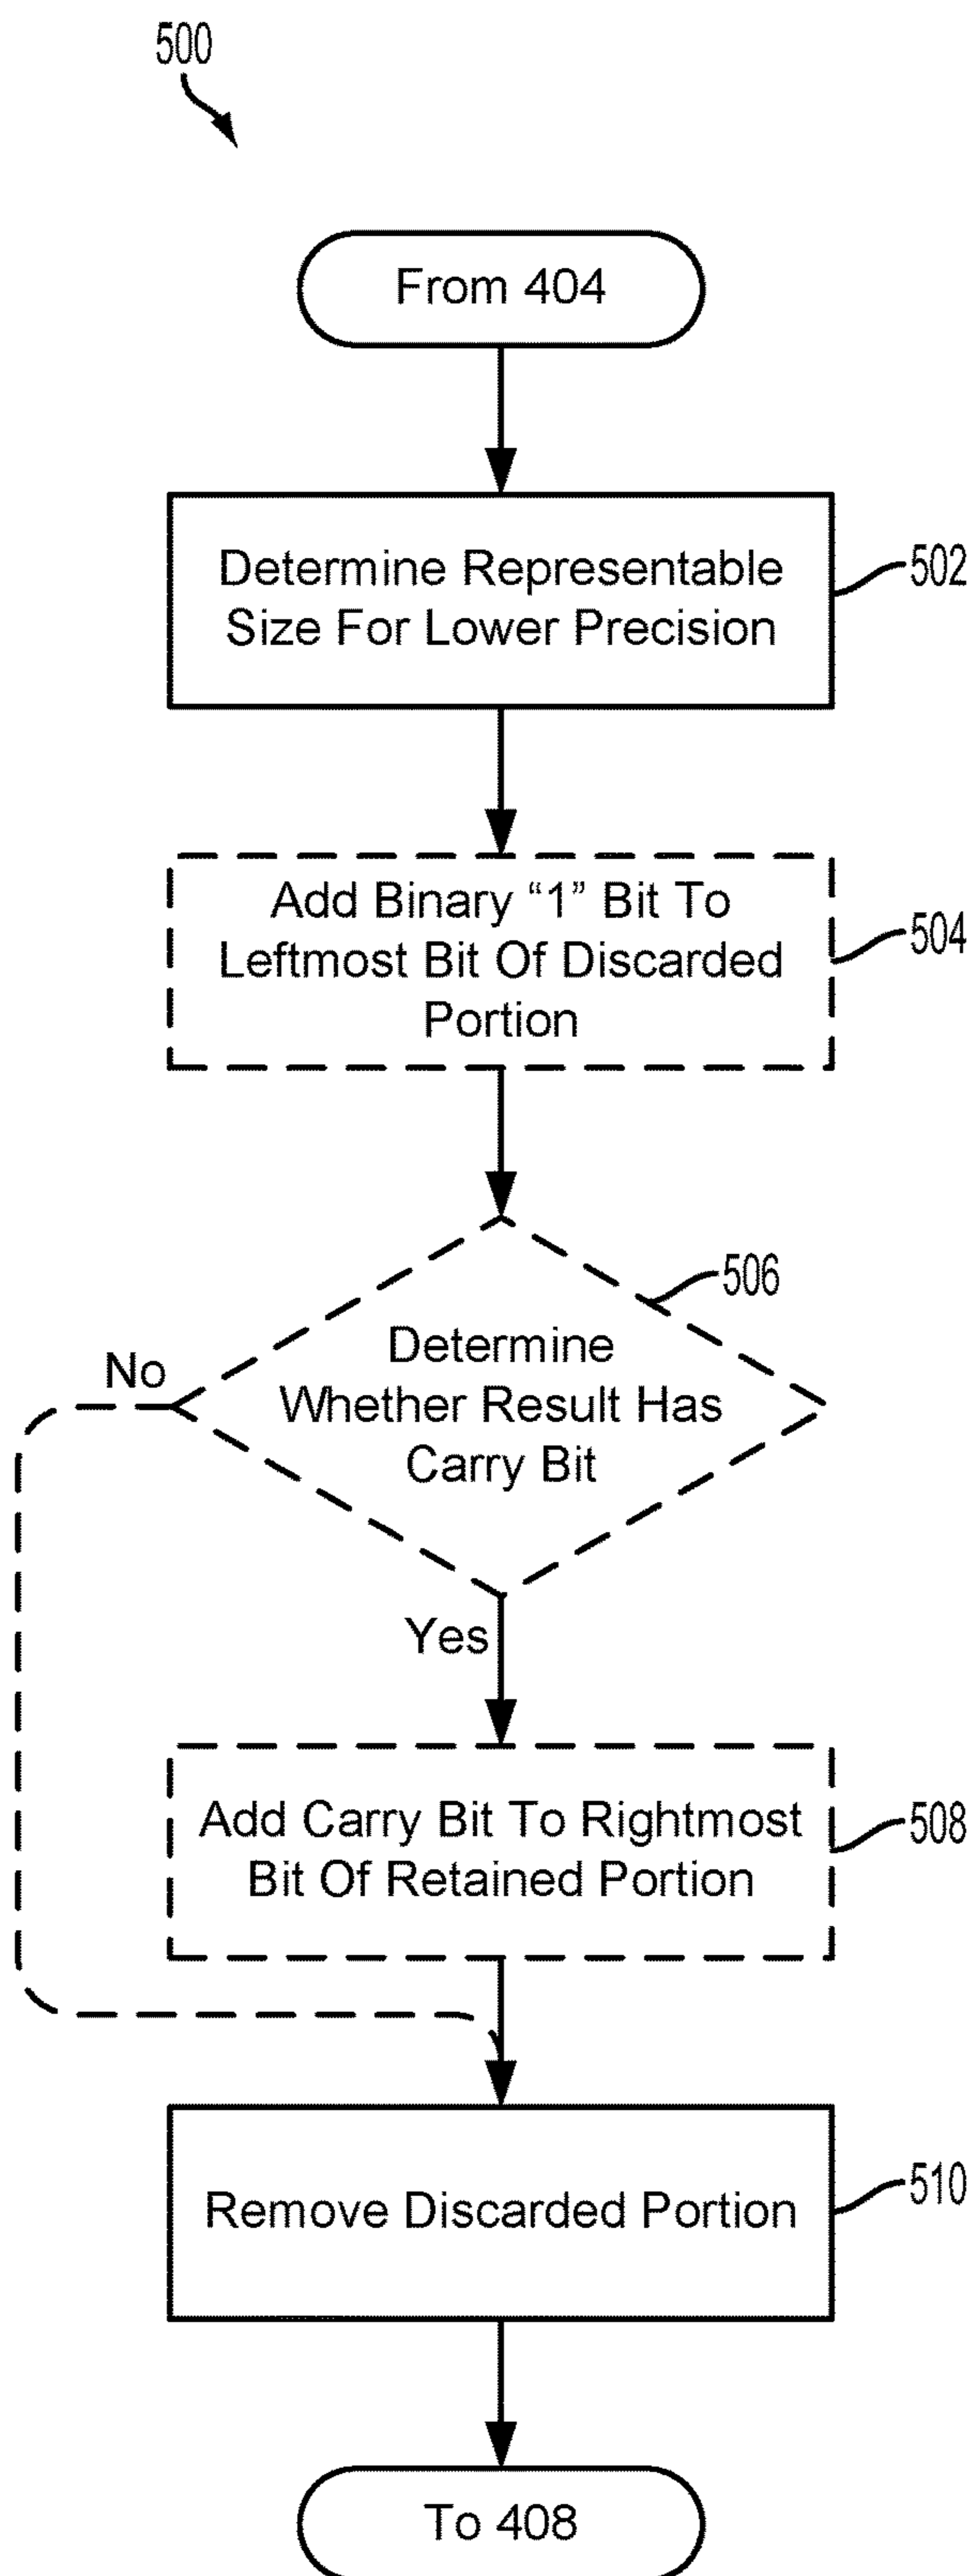 500
From 404
Determine Representable
Size For Lower Precision
502
Add Binary “1” Bit To
Leftmost Bit Of Discarded
Portion
504
506
Determine
Whether Result Has
Carry Bit
No
Yes
Add Carry Bit To Rightmost
Bit Of Retained Portion
508
Remove Discarded Portion
510
To 408